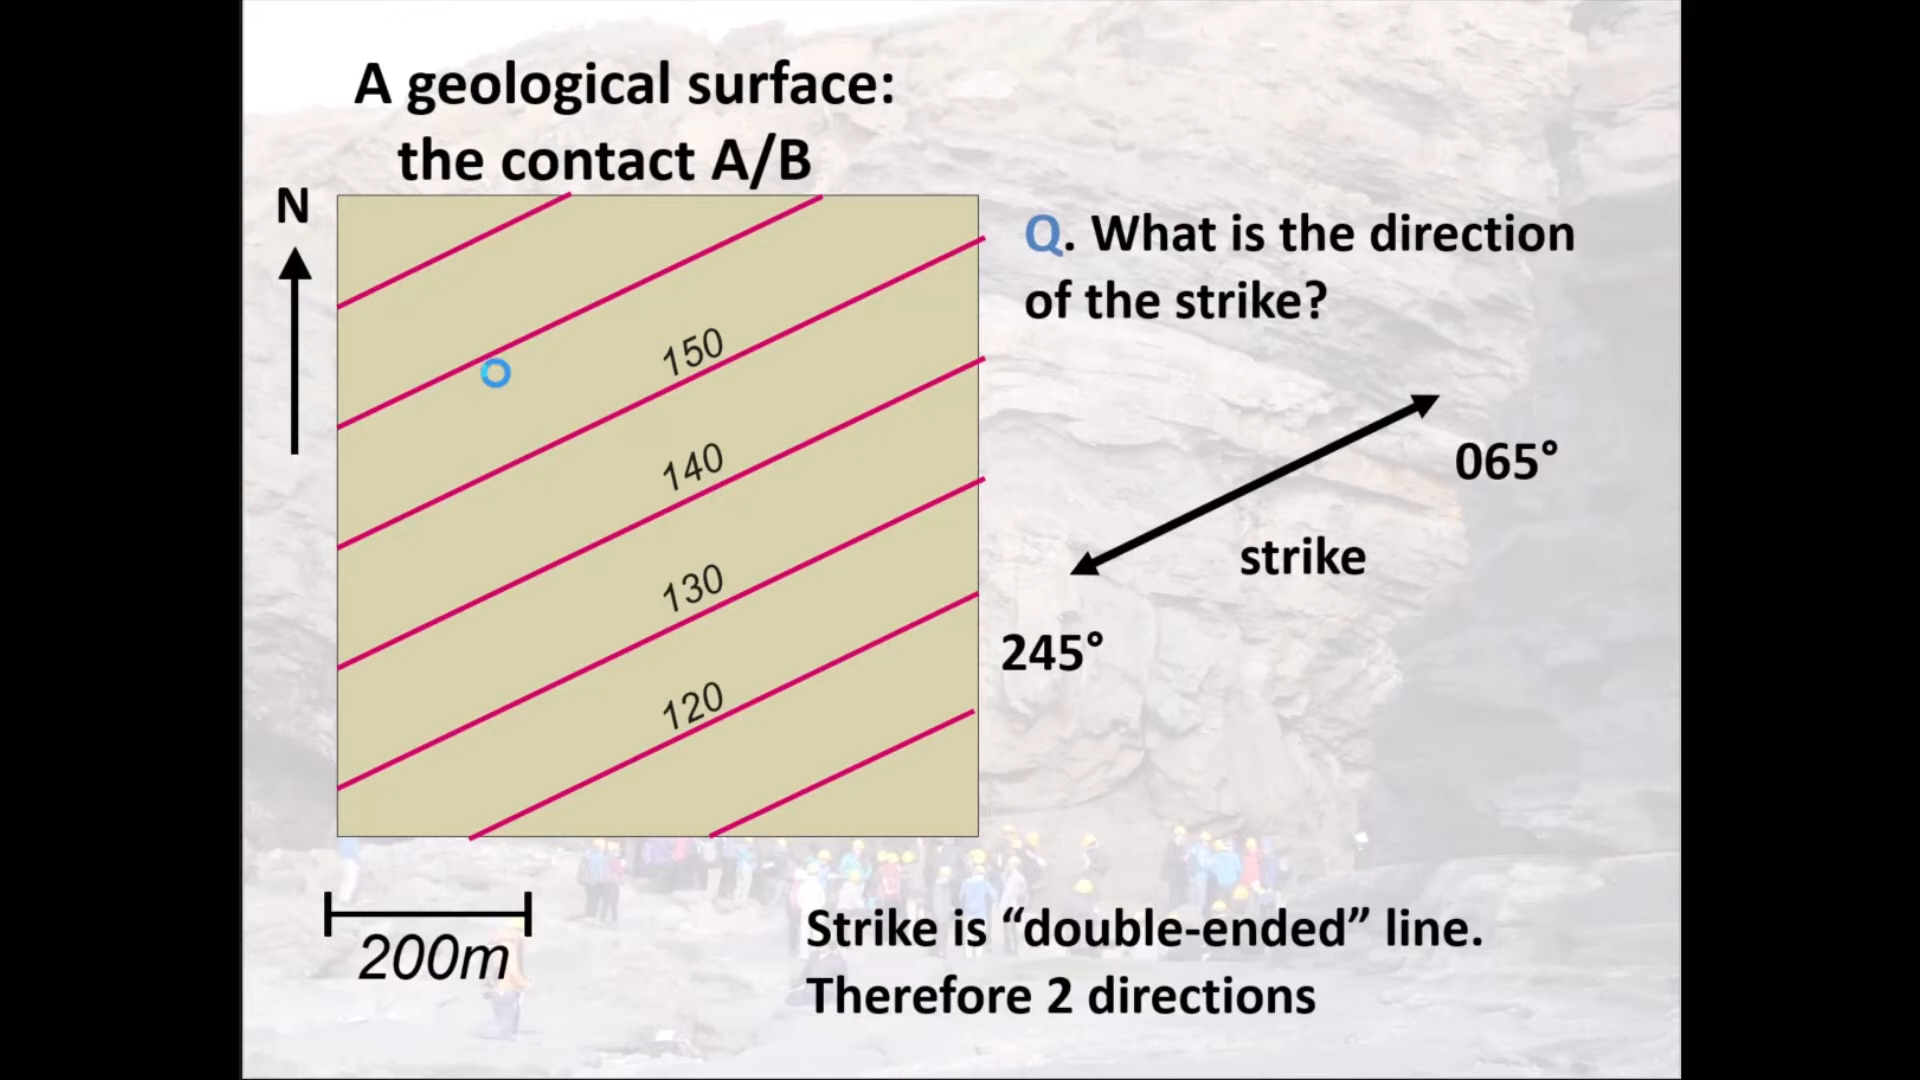 A geological surface:
the contact A/B
N
Q. What is the direction
of the strike?
150
140
130
120
065°
strike
245°
200m
Strike is “double-ended” line.
Therefore 2 directions